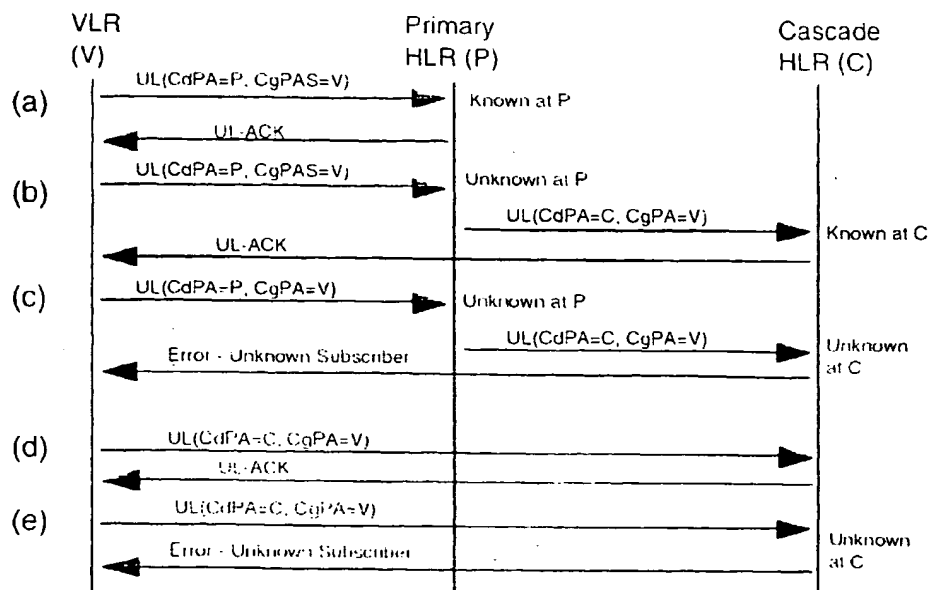 VLR
(V)
Primary
HLR (P)
Cascade
HLR (C)
(a)
UL(CdPA=P, CgPAS=V)
Known at P
UL-ACK
(b)
UL(CdPA=P, CgPAS=V)
Unknown at P
UL(CdPA=C, CgPA=V)
Known at C
UL-ACK
(c)
UL(CdPA=P, CgPA=V)
Unknown at P
UL(CdPA=C, CgPA=V)
Unknown
at C
Error - Unknown Subscriber
(d)
UL(CdPA=C, CgPA=V)
UL-ACK
(e)
UL(CdPA=C, CgPA=V)
Unknown
at C
Error - Unknown Subscriber